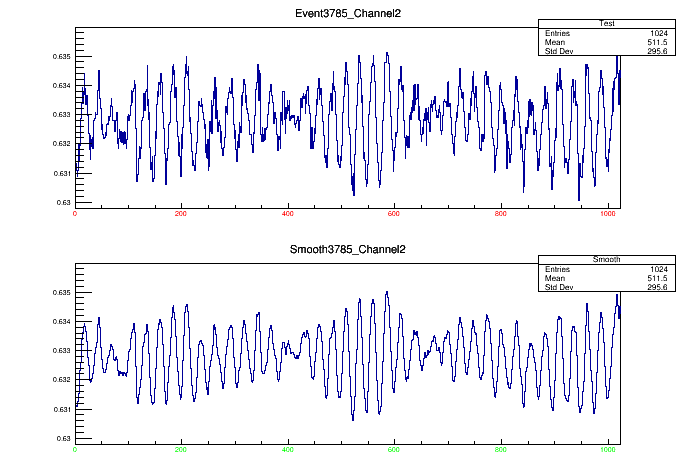 Event3785_Channel2
Test
Entries 1024
Mean 511.5
Std Dev 295.6
0.635
0.634
0.633
0.632
0.631
0.63
0 200 400 600 800 1000
Smooth3785_Channel2
Smooth
Entries 1024
Mean 511.5
Std Dev 295.6
0.635
0.634
0.633
0.632
0.631
0.63
0 200 400 600 800 1000